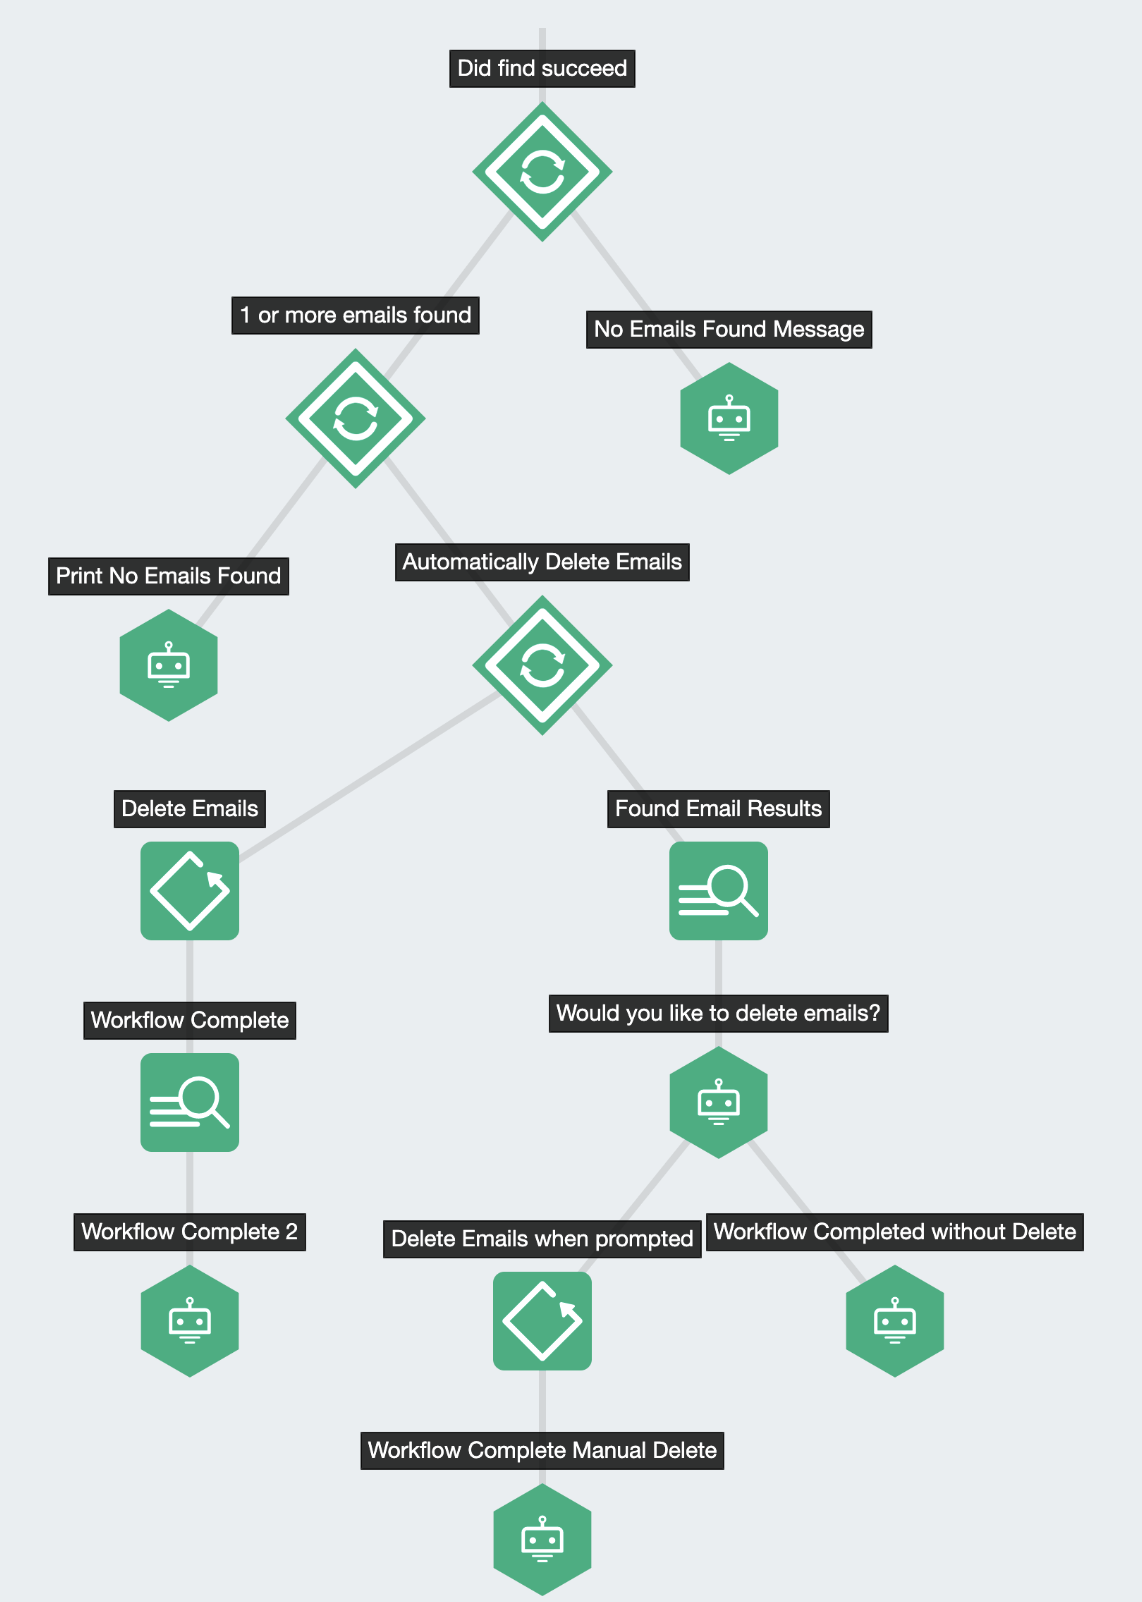 Did find succeed
1 or more emails found
No Emails Found Message
Print No Emails Found
Automatically Delete Emails
Delete Emails
Found Email Results
Workflow Complete
Would you like to delete emails?
Workflow Complete 2
Delete Emails when prompted
Workflow Completed without Delete
Workflow Complete Manual Delete